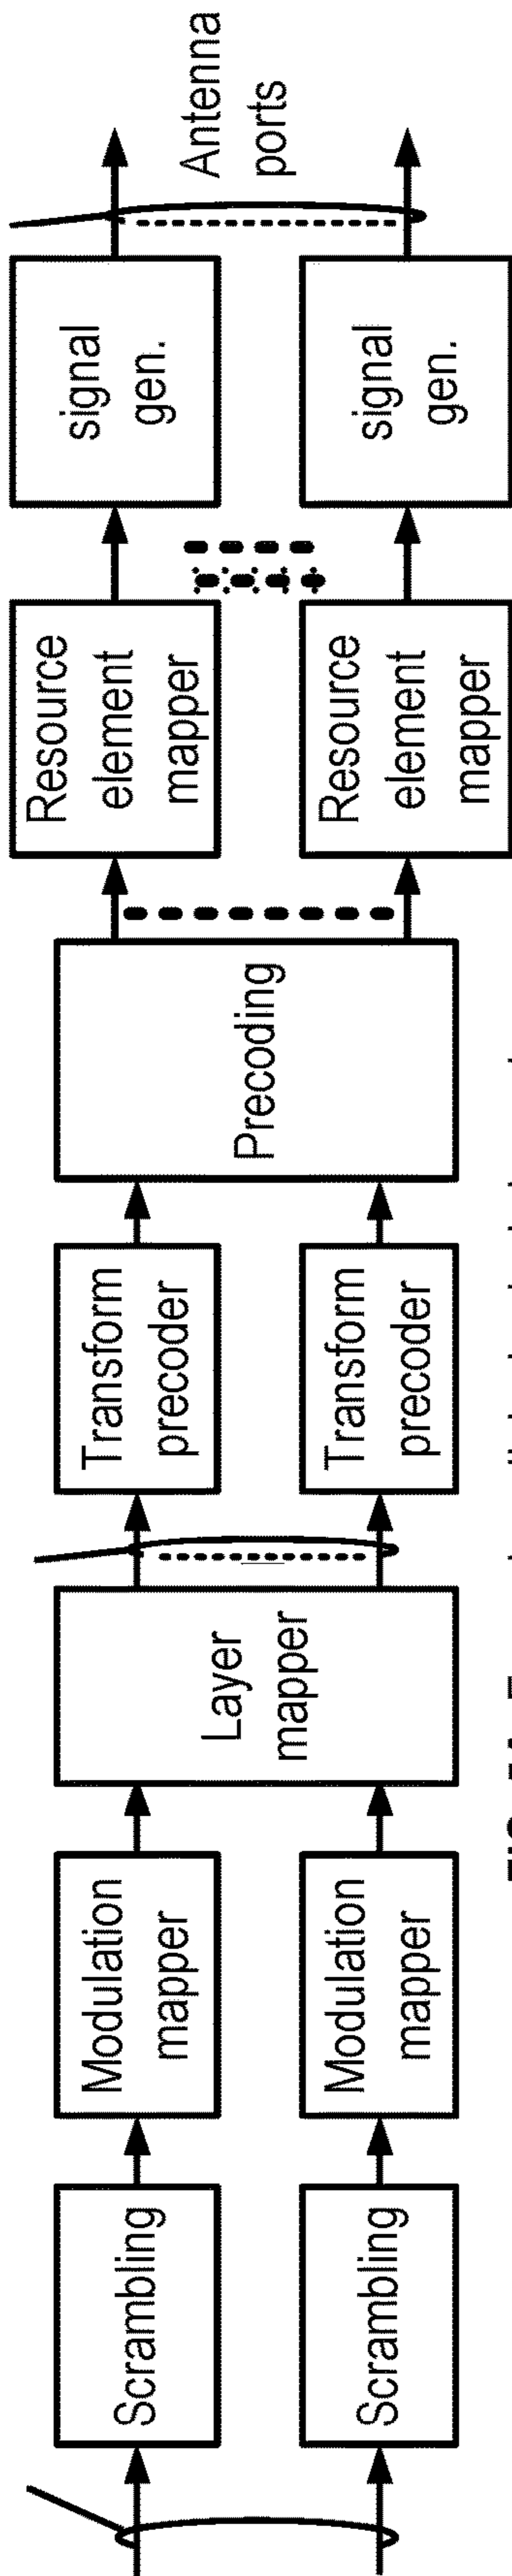 Scrambling
Modulation
mapper
Layer
mapper
Transform
precoder
Precoding
Resource
element
mapper
signal
gen.
Antenna
ports
Scrambling
Modulation
mapper
Transform
precoder
Resource
element
mapper
signal
gen.